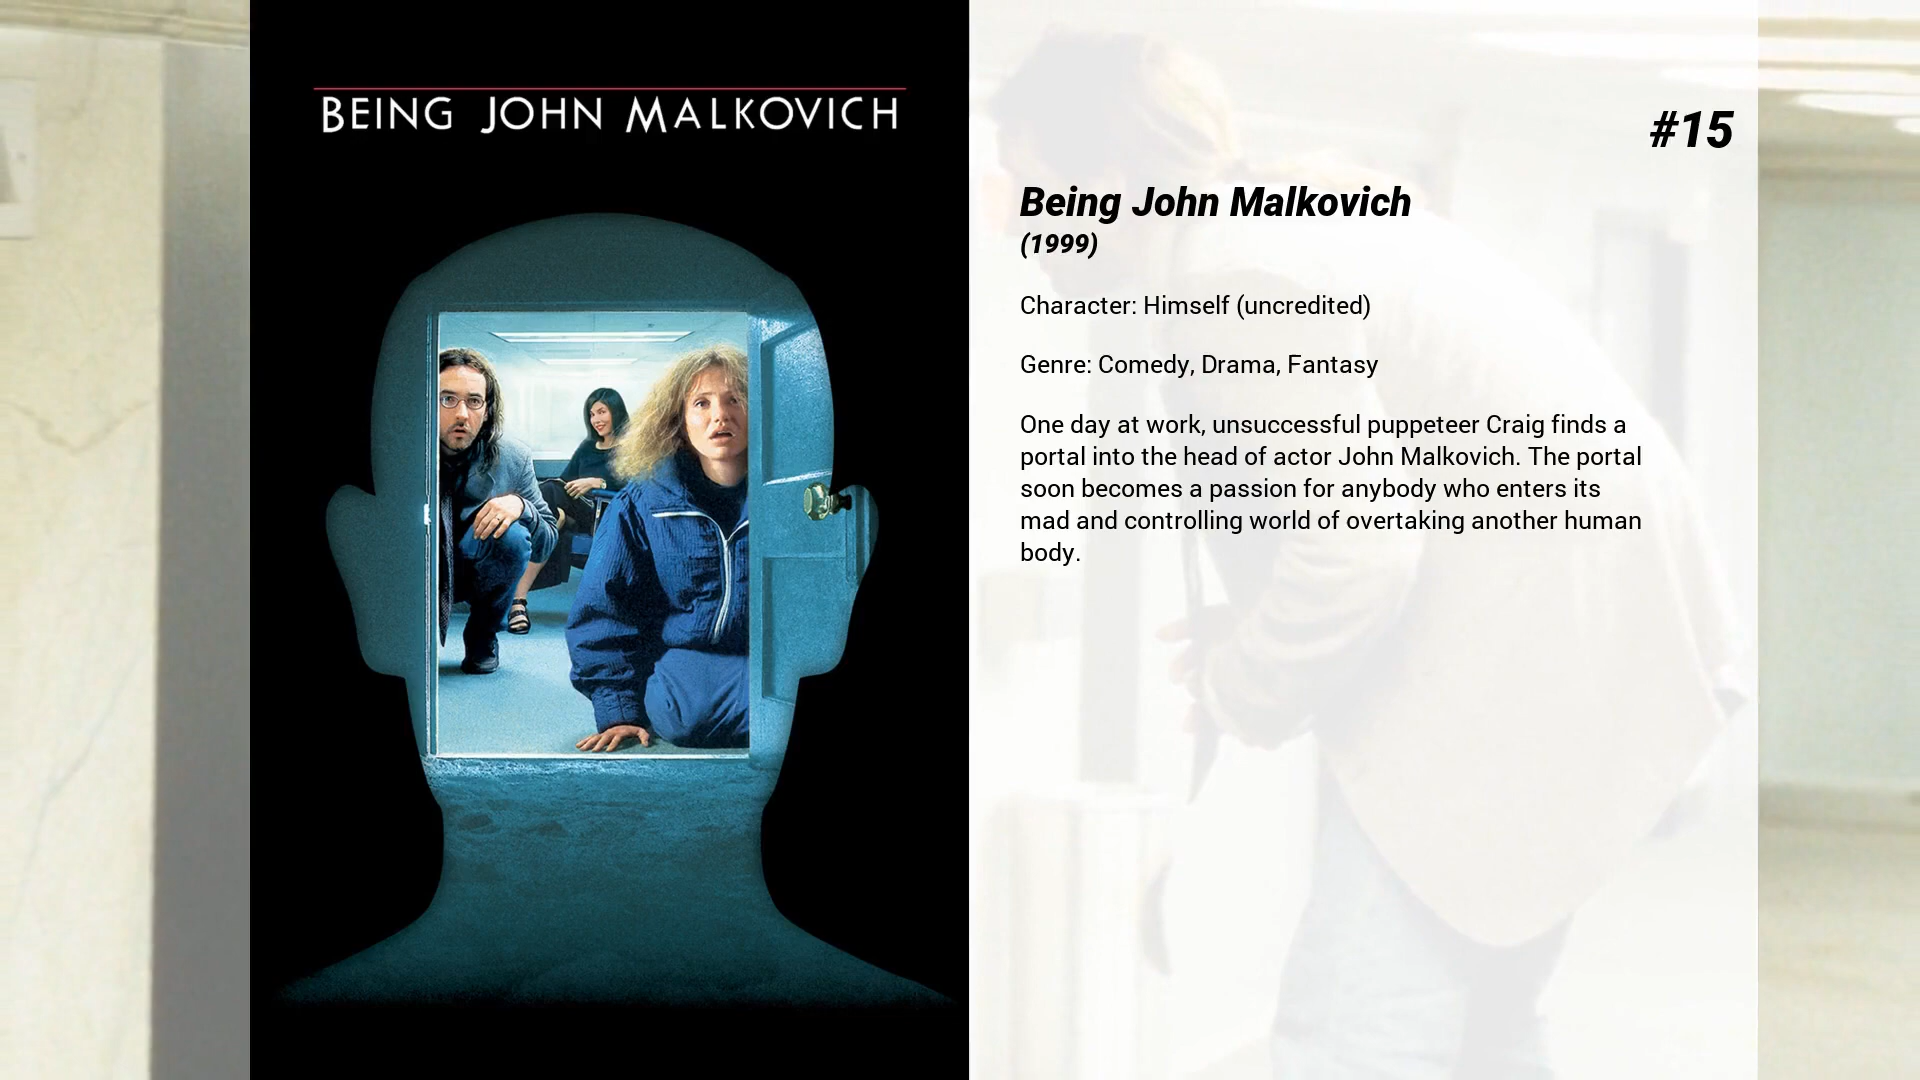 BEING JOHN MALKOVICH
#15
Being John Malkovich
(1999)
Character: Himself (uncredited)
Genre: Comedy, Drama, Fantasy
One day at work, unsuccessful puppeteer Craig finds a
portal into the head of actor John Malkovich. The portal
soon becomes a passion for anybody who enters its
mad and controlling world of overtaking another human
body.